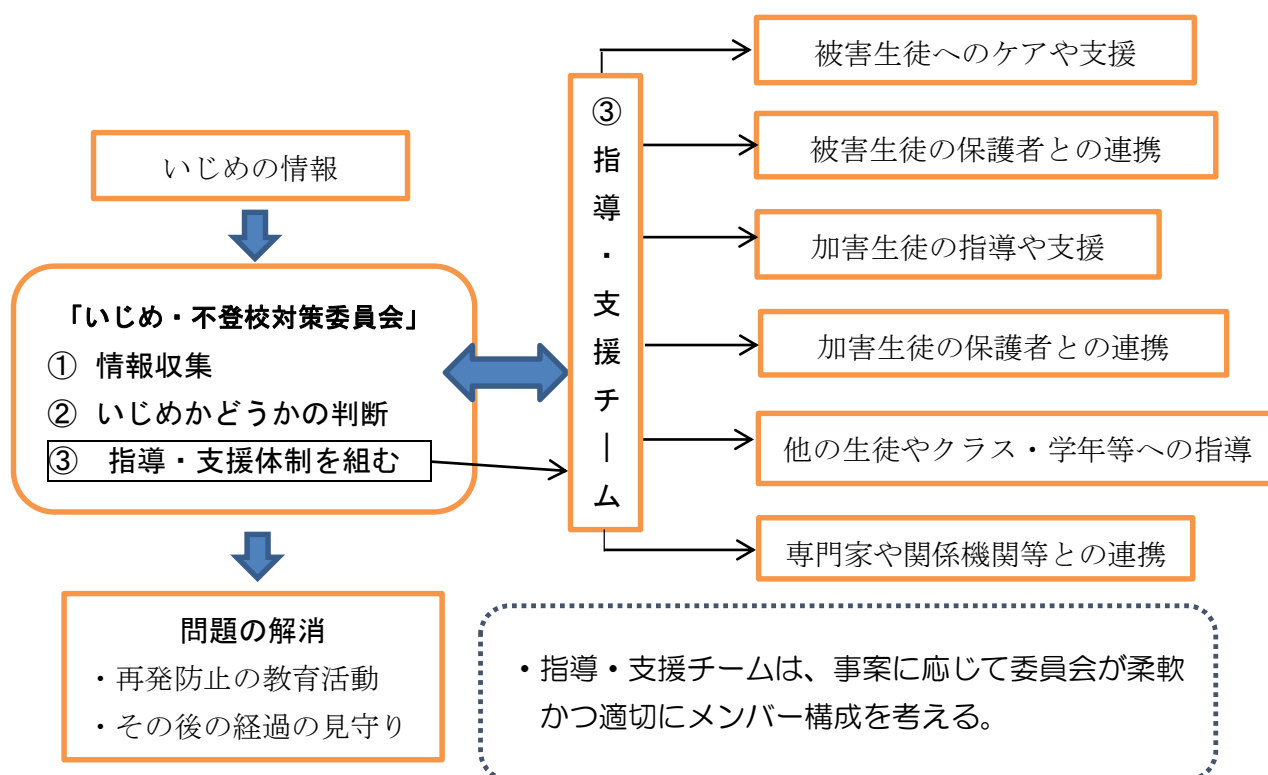 いじめの情報
「いじめ・不登校対策委員会」
① 情報収集
② いじめかどうかの判断
③ 指導・支援体制を組む
問題の解消
・再発防止の教育活動
・その後の経過の見守り
③指導・支援チーム
被害生徒へのケアや支援
被害生徒の保護者との連携
加害生徒の指導や支援
加害生徒の保護者との連携
他の生徒やクラス・学年等への指導
専門家や関係機関等との連携
・指導・支援チームは、事案に応じて委員会が柔軟
かつ適切にメンバー構成を考える。